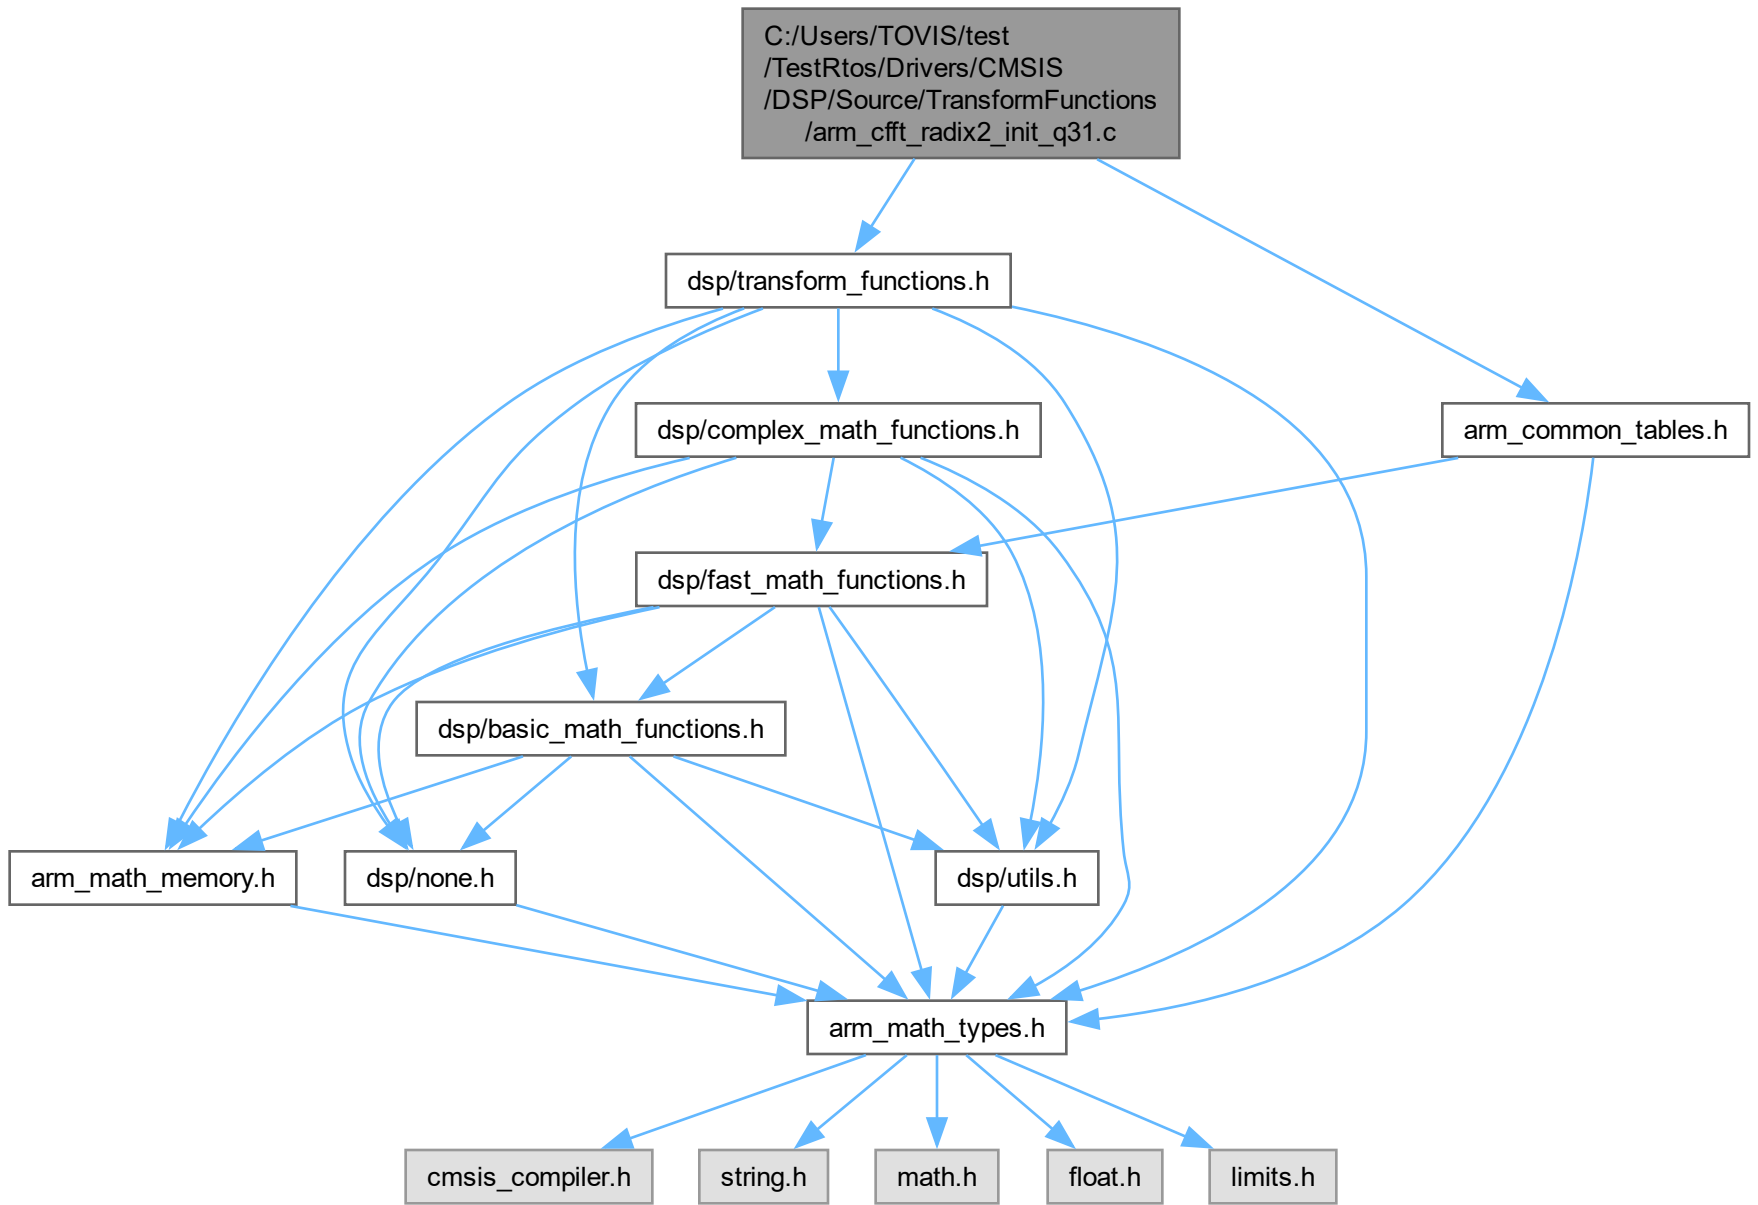 C:/Users/TOVIS/test
/TestRtos/Drivers/CMSIS
/DSP/Source/TransformFunctions
/arm_cfft_radix2_init_q31.c
dsp/transform_functions.h
dsp/complex_math_functions.h
arm_common_tables.h
dsp/fast_math_functions.h
dsp/basic_math_functions.h
arm_math_memory.h
dsp/none.h
dsp/utils.h
arm_math_types.h
cmsis_compiler.h
string.h
math.h
float.h
limits.h